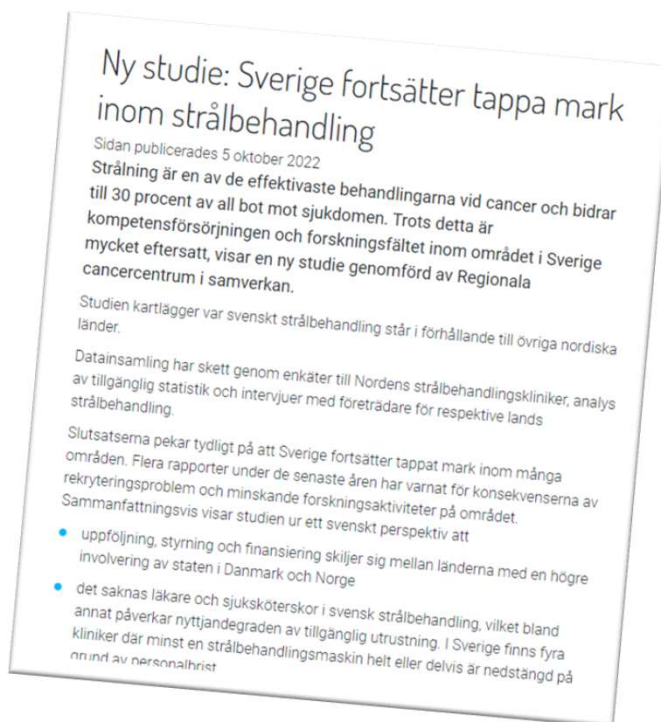 Ny studie: Sverige fortsätter tappa mark
inom strålbehandling
Sidan publicerades 5 oktober 2022
Strålning är en av de effektivaste behandlingarna vid cancer och bidrar
till 30 procent av all bot mot sjukdomen. Trots detta är
kompetensförsörjningen och forskningsfältet inom området i Sverige
mycket eftersatt, visar en ny studie genomförd av Regionala
cancercentrum i samverkan.
Studien kartlägger var svenskt strålbehandling står i förhållande till övriga nordiska
länder.
Datainsamling har skett genom enkäter till Nordens strålbehandlingskliniker, analys
av tillgänglig statistik och intervjuer med företrädare för respektive lands
strålbehandling.
Slutsatserna pekar tydligt på att Sverige fortsätter tappat mark inom många
områden. Flera rapporter under de senaste åren har varnat för konsekvenserna av
rekryteringsproblem och minskande forskningsaktiviteter på området.
Sammanfattningsvis visar studien ur ett svenskt perspektiv att
• uppföljning, styrning och finansiering skiljer sig mellan länderna med en högre
involvering av staten i Danmark och Norge
• det saknas läkare och sjuksköterskor i svensk strålbehandling, vilket bland
annat påverkar nyttjandegraden av tillgänglig utrustning. I Sverige finns fyra
kliniker där minst en strålbehandlingsmaskin helt eller delvis är nedstängd på
grund av personalbrist